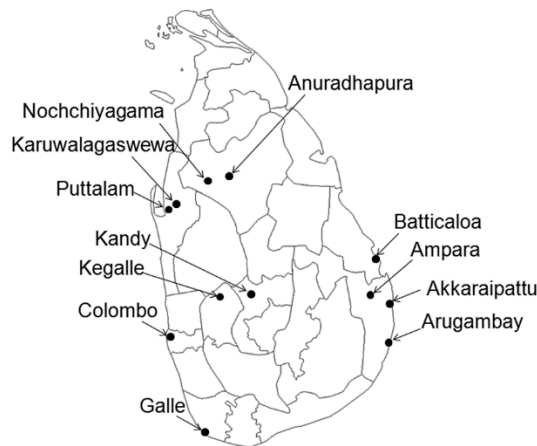 Anuradhapura
Nochchiyagama
Karuwalagaswewa
Puttalam
Batticaloa
Kandy
Ampara
Kegalle
Akkaraipattu
Colombo
Arugambay
Galle